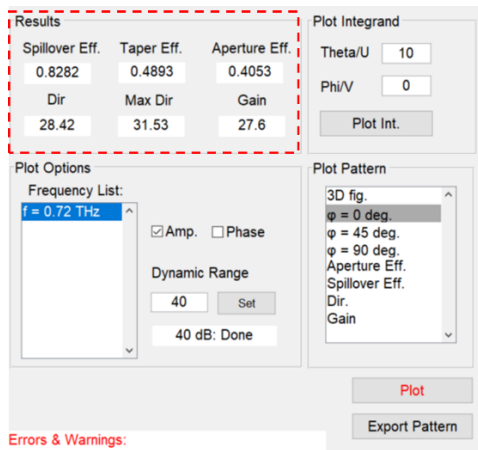 Results
Spillover Eff. Taper Eff. Aperture Eff.
0.8282 0.4893 0.4053
Dir Max Dir Gain
28.42 31.53 27.6
Plot Integrand
Theta/U 10
Phi/V 0
Plot Int.
Plot Options
Frequency List:
f = 0.72 THz
Amp. Phase
Dynamic Range
40 Set
40 dB: Done
Plot Pattern
3D fig.
φ = 0 deg.
φ = 45 deg.
φ = 90 deg.
Aperture Eff.
Spillover Eff.
Dir.
Gain
Plot
Export Pattern
Errors & Warnings: